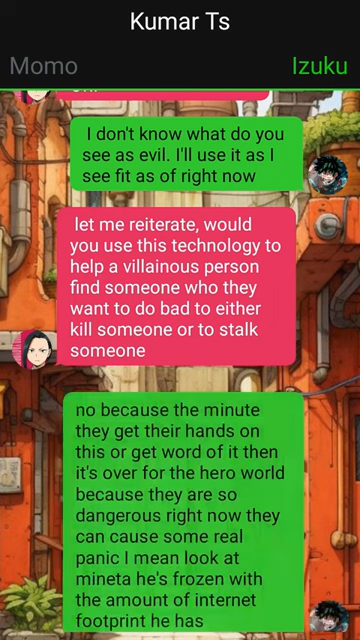 Kumar Ts
Momo
Izuku
I don't know what do you
see as evil. I'll use it as I
see fit as of right now
let me reiterate, would
you use this technology to
help a villainous person
find someone who they
want to do bad to either
kill someone or to stalk
someone
no because the minute
they get their hands on
this or get word of it then
it's over for the hero world
because they are so
dangerous right now they
can cause some real
panic I mean look at
mineta he's frozen with
the amount of internet
footprint he has